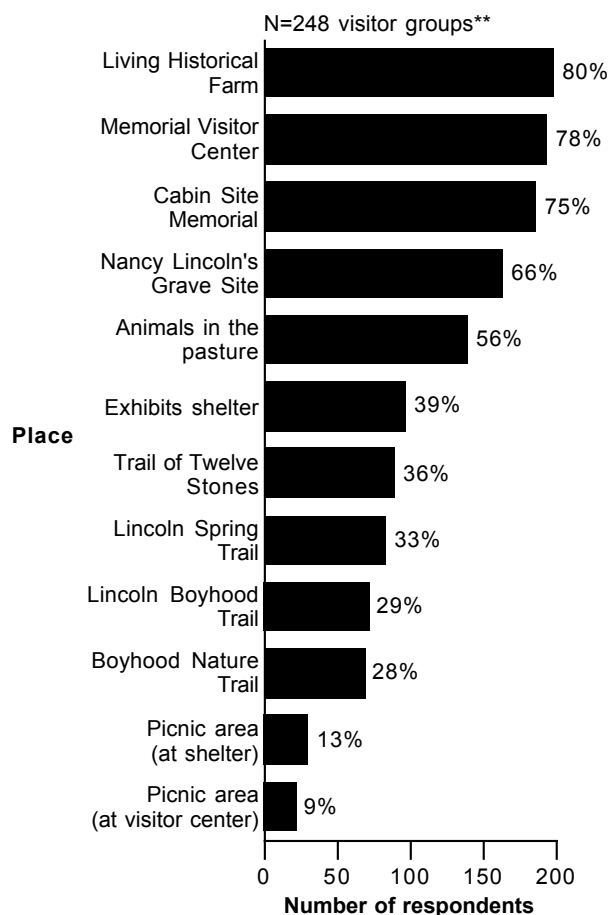 N=248 visitor groups**
Living Historical
Farm
80%
Memorial Visitor
Center
78%
Cabin Site
Memorial
75%
Nancy Lincoln's
Grave Site
66%
Animals in the
pasture
56%
Exhibits shelter
39%
Place
Trail of Twelve
Stones
36%
Lincoln Spring
Trail
33%
Lincoln Boyhood
Trail
29%
Boyhood Nature
Trail
28%
Picnic area
(at shelter)
13%
Picnic area
(at visitor center)
9%
0 50 100 150 200
Number of respondents